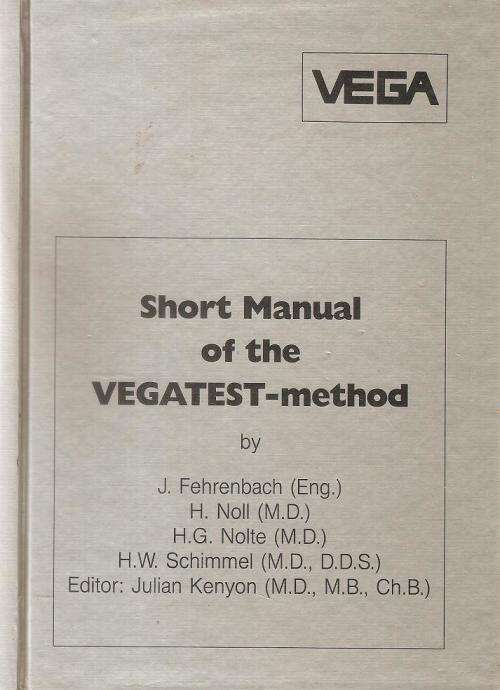 VEGA
Short Manual
of the
VEGATEST-method
by
J. Fehrenbach (Eng.)
H. Noll (M.D.)
H.G. Nolte (M.D.)
H.W. Schimmel (M.D., D.D.S.)
Editor: Julian Kenyon (M.D., M.B., Ch.B.)